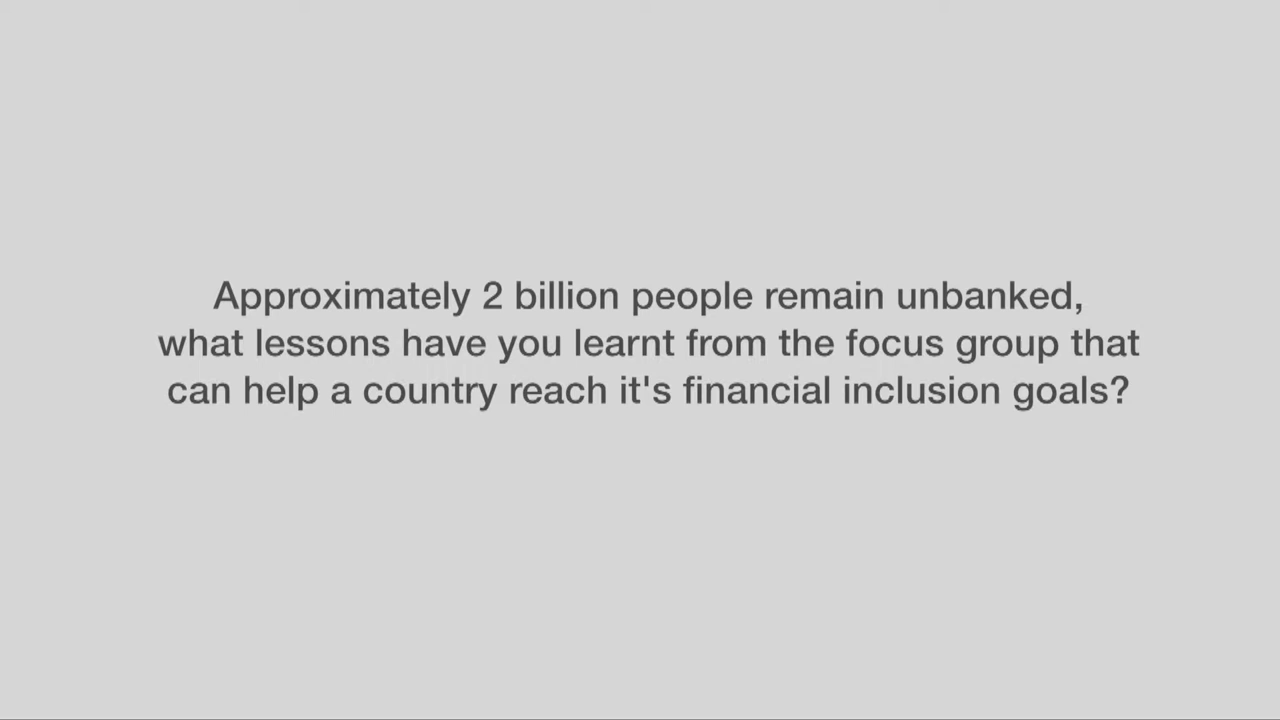 Approximately 2 billion people remain unbanked,
what lessons have you learnt from the focus group that
can help a country reach it's financial inclusion goals?